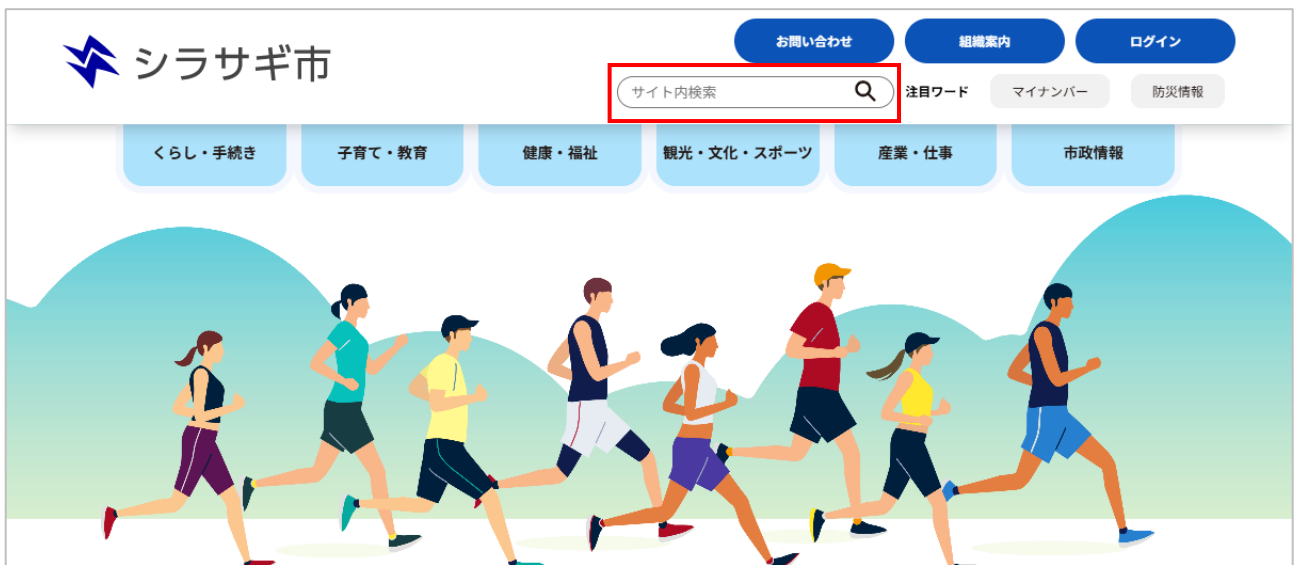 シラサギ市
お問い合わせ 組織案内 ログイン
サイト内検索 注目ワード マイナンバー 防災情報
くらし・手続き 子育て・教育 健康・福祉 観光・文化・スポーツ 産業・仕事 市政情報